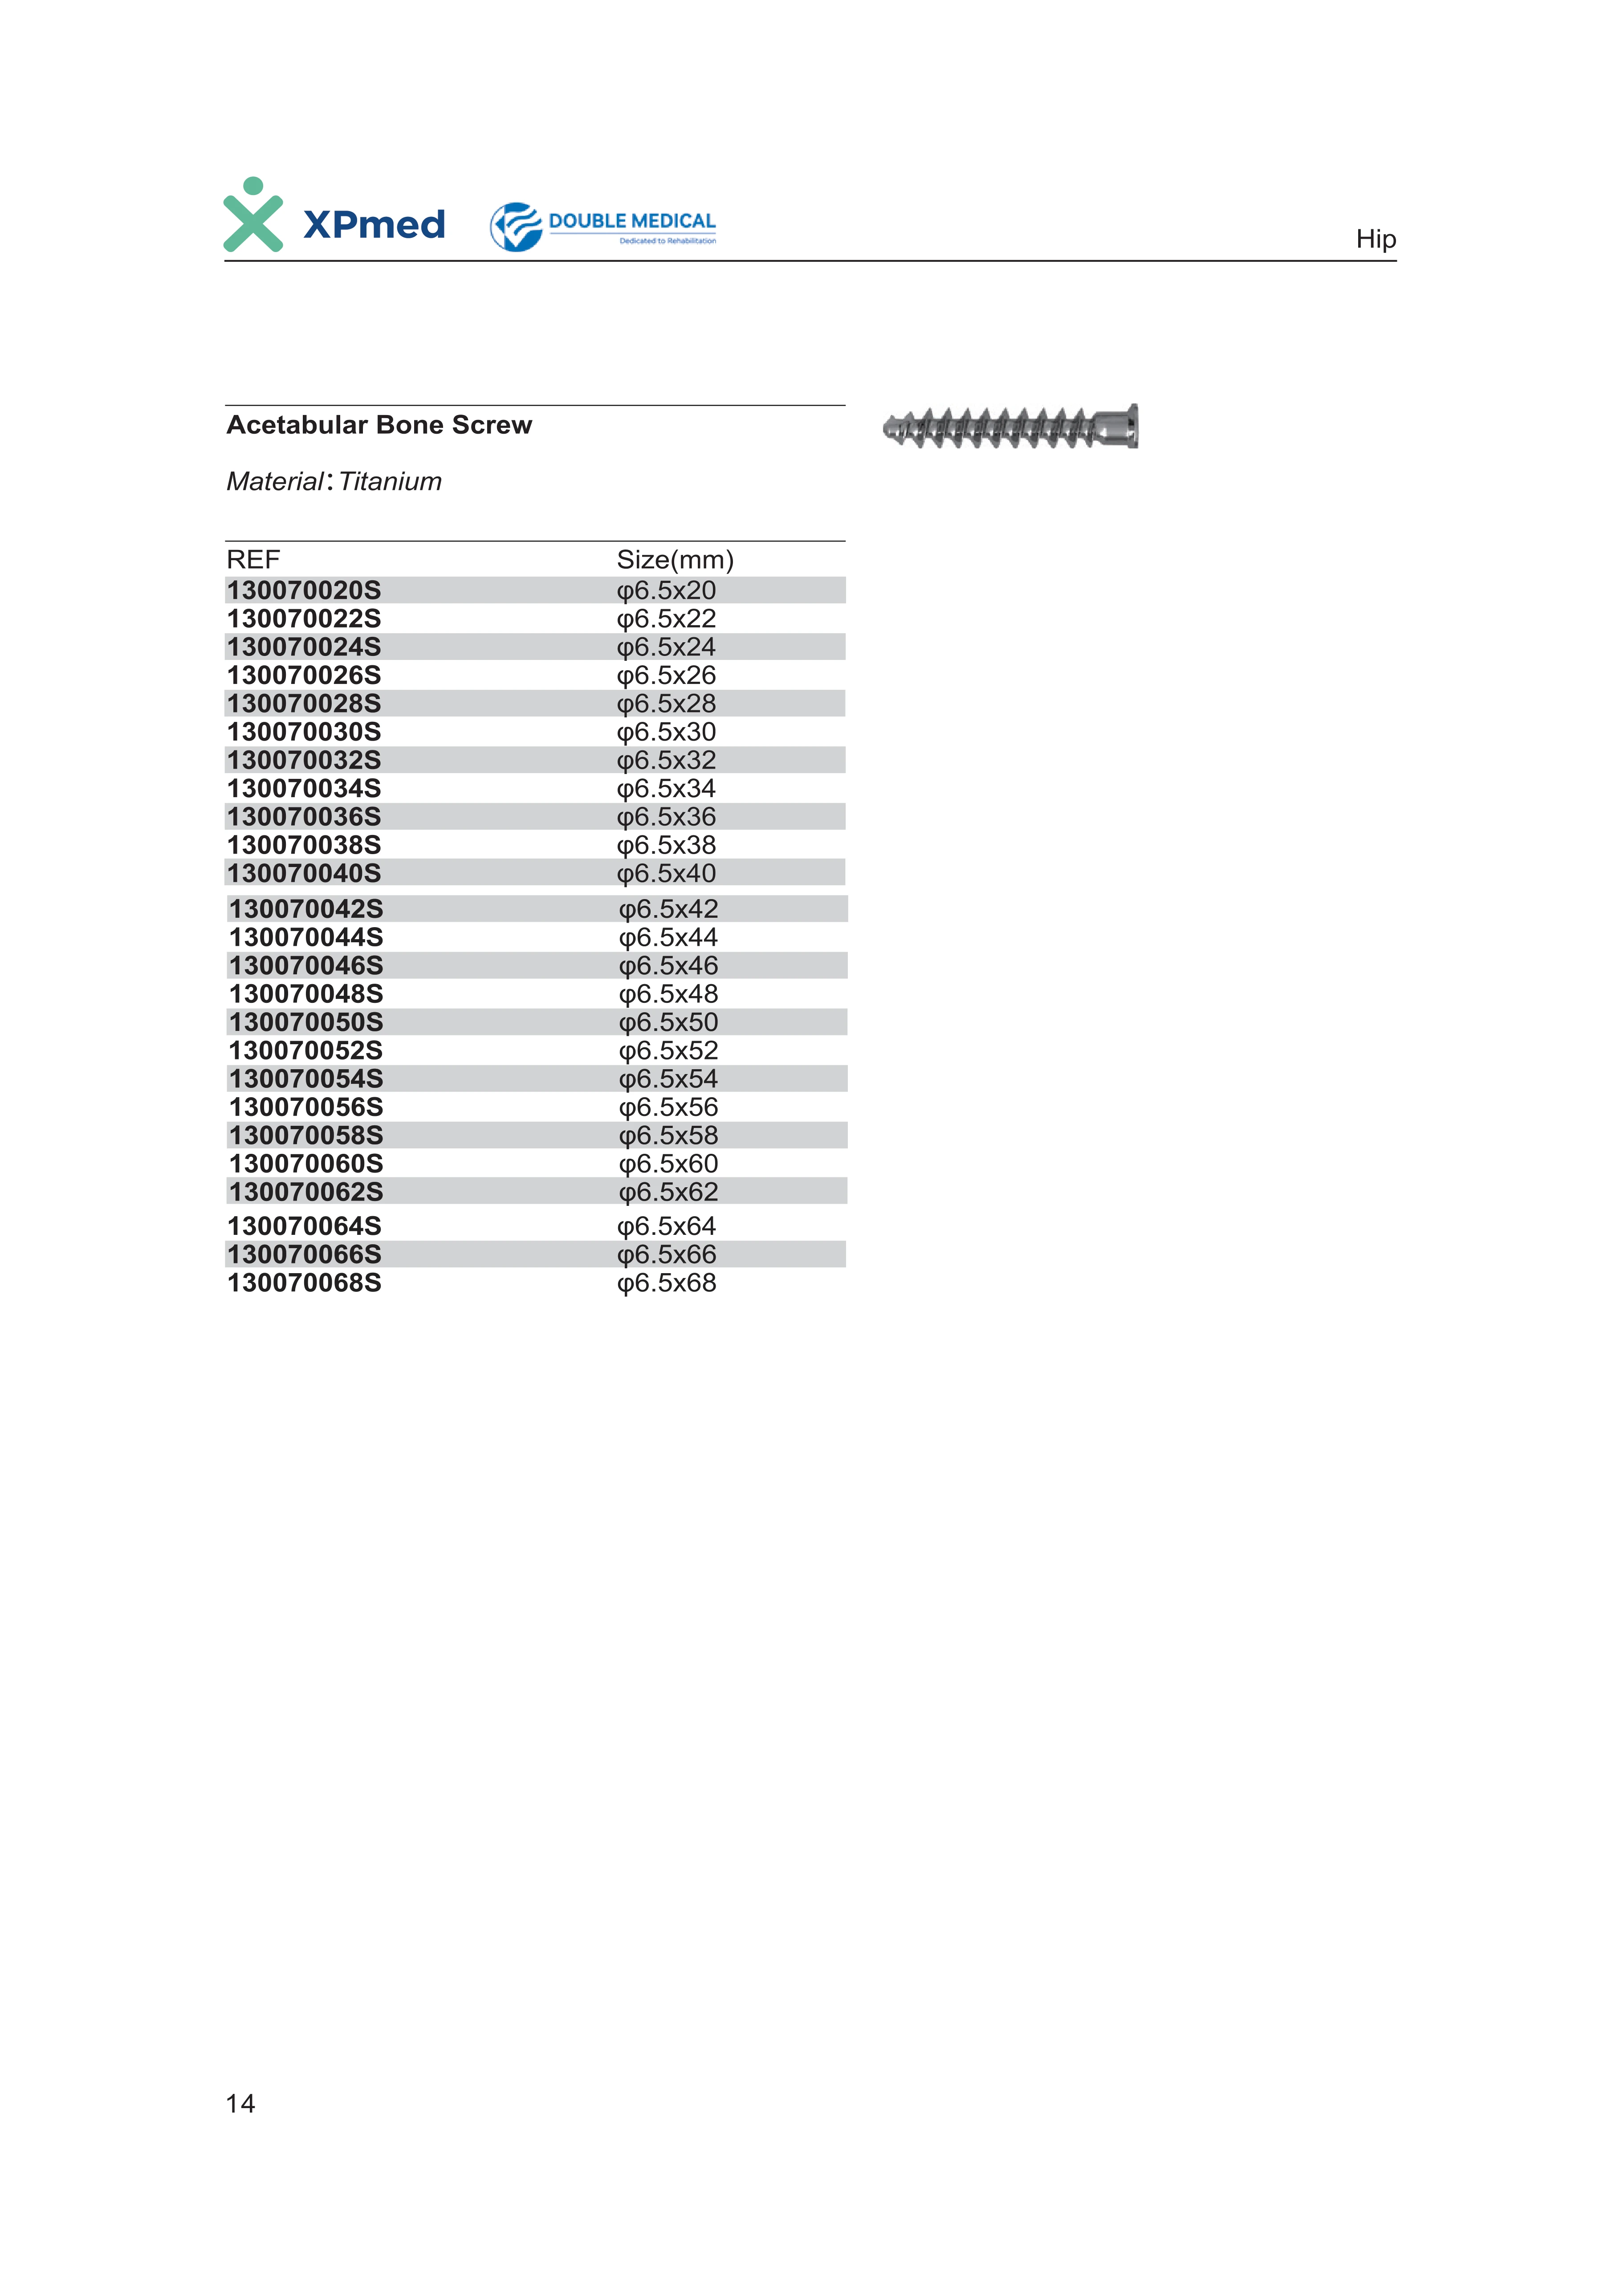 XPmed
DOUBLE MEDICAL
Dedicated to Rehabilitation
Hip
Acetabular Bone Screw
Material：Titanium
REF Size(mm)
130070020S φ6.5x20
130070022S φ6.5x22
130070024S φ6.5x24
130070026S φ6.5x26
130070028S φ6.5x28
130070030S φ6.5x30
130070032S φ6.5x32
130070034S φ6.5x34
130070036S φ6.5x36
130070038S φ6.5x38
130070040S φ6.5x40
130070042S φ6.5x42
130070044S φ6.5x44
130070046S φ6.5x46
130070048S φ6.5x48
130070050S φ6.5x50
130070052S φ6.5x52
130070054S φ6.5x54
130070056S φ6.5x56
130070058S φ6.5x58
130070060S φ6.5x60
130070062S φ6.5x62
130070064S φ6.5x64
130070066S φ6.5x66
130070068S φ6.5x68
14